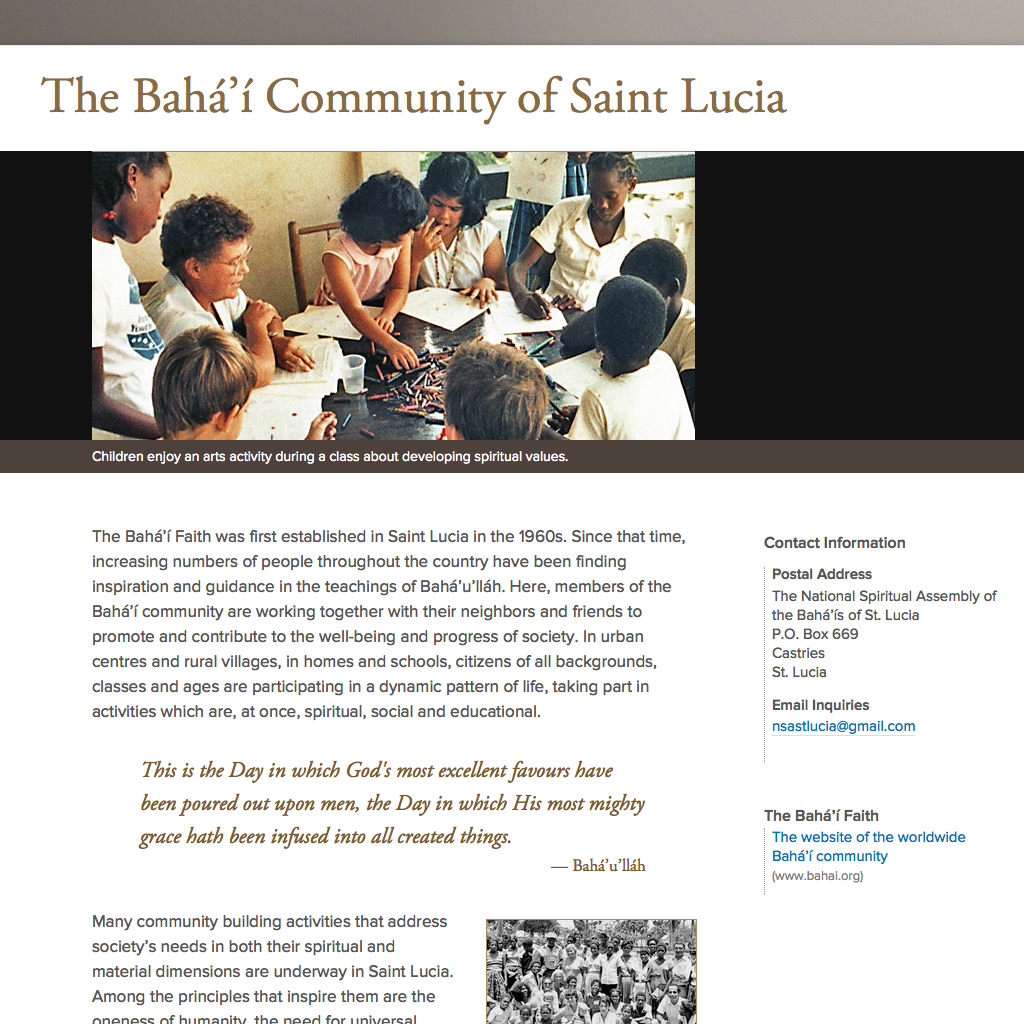 The Bahá’í Community of Saint Lucia
Children enjoy an arts activity during a class about developing spiritual values.
The Bahá’í Faith was first established in Saint Lucia in the 1960s. Since that time,
increasing numbers of people throughout the country have been finding
inspiration and guidance in the teachings of Bahá’u’lláh. Here, members of the
Bahá’í community are working together with their neighbors and friends to
promote and contribute to the well-being and progress of society. In urban
centres and rural villages, in homes and schools, citizens of all backgrounds,
classes and ages are participating in a dynamic pattern of life, taking part in
activities which are, at once, spiritual, social and educational.
This is the Day in which God's most excellent favours have
been poured out upon men, the Day in which His most mighty
grace hath been infused into all created things.
— Bahá’u’lláh
Many community building activities that address
society’s needs in both their spiritual and
material dimensions are underway in Saint Lucia.
Among the principles that inspire them are the
oneness of humanity, the need for universal
Contact Information
Postal Address
The National Spiritual Assembly of
the Bahá’ís of St. Lucia
P.O. Box 669
Castries
St. Lucia
Email Inquiries
nsastlucia@gmail.com
The Bahá’í Faith
The website of the worldwide
Bahá’í community
(www.bahai.org)